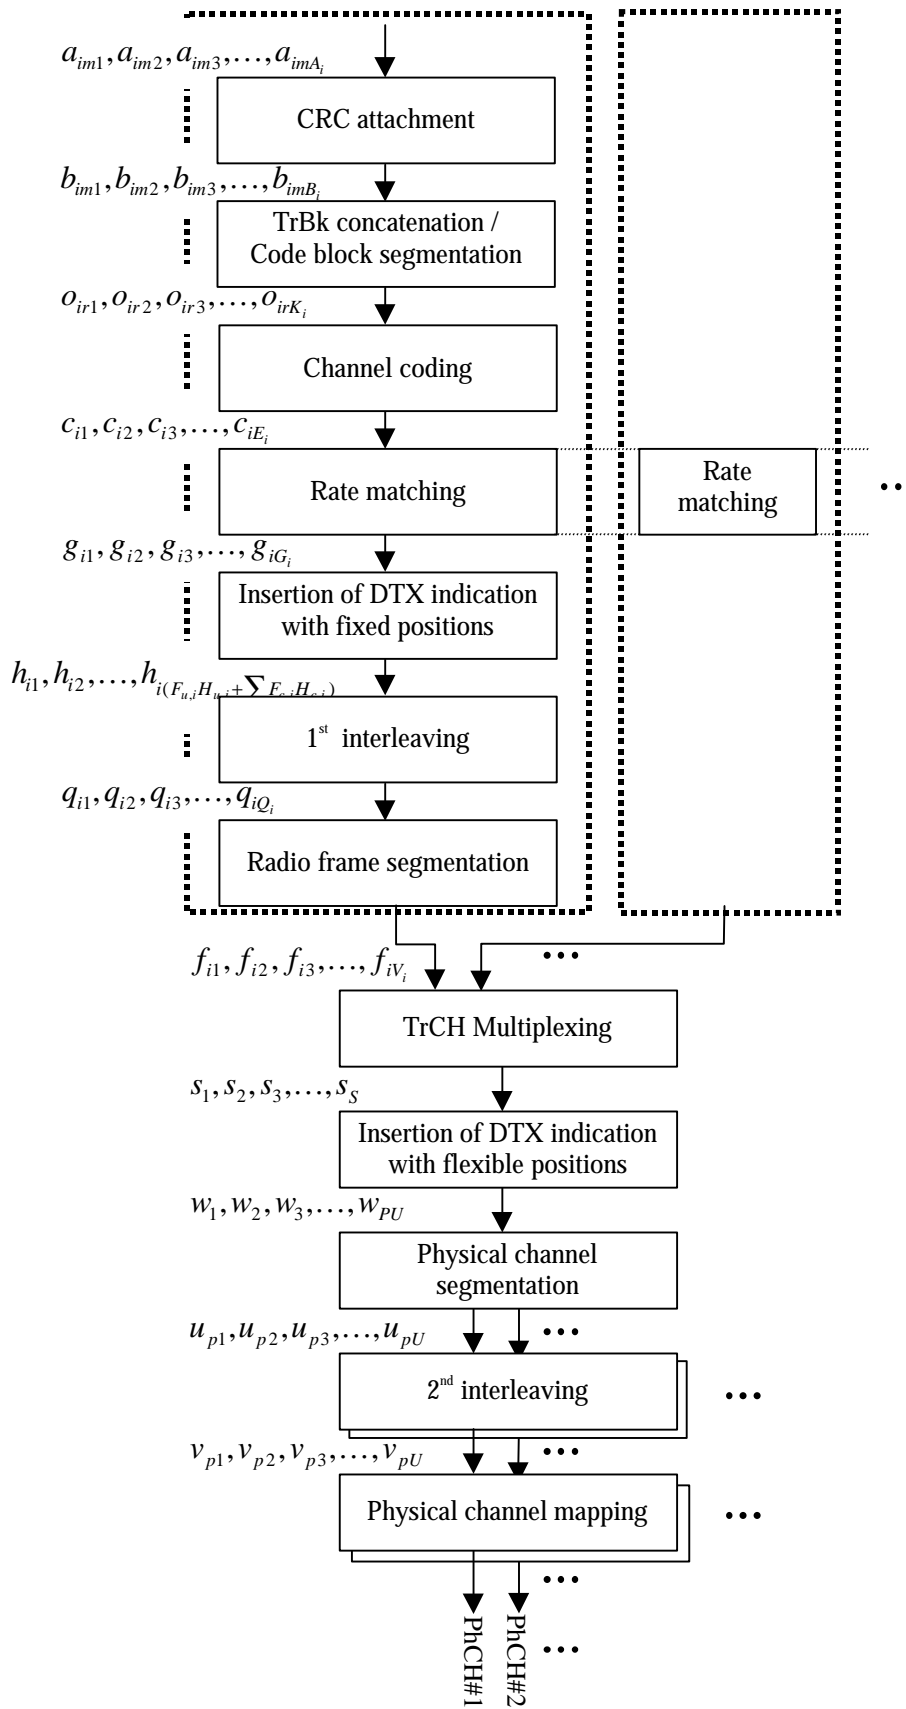 a_{im1}, a_{im2}, a_{im3}, …, a_{imA_i}
CRC attachment
b_{im1}, b_{im2}, b_{im3}, …, b_{imB_i}
TrBk concatenation /
Code block segmentation
o_{ir1}, o_{ir2}, o_{ir3}, …, o_{irK_i}
Channel coding
c_{i1}, c_{i2}, c_{i3}, …, c_{iE_i}
Rate matching
Rate
matching
••
g_{i1}, g_{i2}, g_{i3}, …, g_{iG_i}
Insertion of DTX indication
with fixed positions
h_{i1}, h_{i2}, …, h_{i(F_{u,i}H_{u,i}+∑F_{c,i}H_{c,i})}
1^{st} interleaving
q_{i1}, q_{i2}, q_{i3}, …, q_{iQ_i}
Radio frame segmentation
f_{i1}, f_{i2}, f_{i3}, …, f_{iV_i}
•••
TrCH Multiplexing
s_1, s_2, s_3, …, s_S
Insertion of DTX indication
with flexible positions
w_1, w_2, w_3, …, w_{PU}
Physical channel
segmentation
u_{p1}, u_{p2}, u_{p3}, …, u_{pU}
•••
2^{nd} interleaving
•••
v_{p1}, v_{p2}, v_{p3}, …, v_{pU}
•••
Physical channel mapping
•••
•••
PhCH#1
PhCH#2
•••